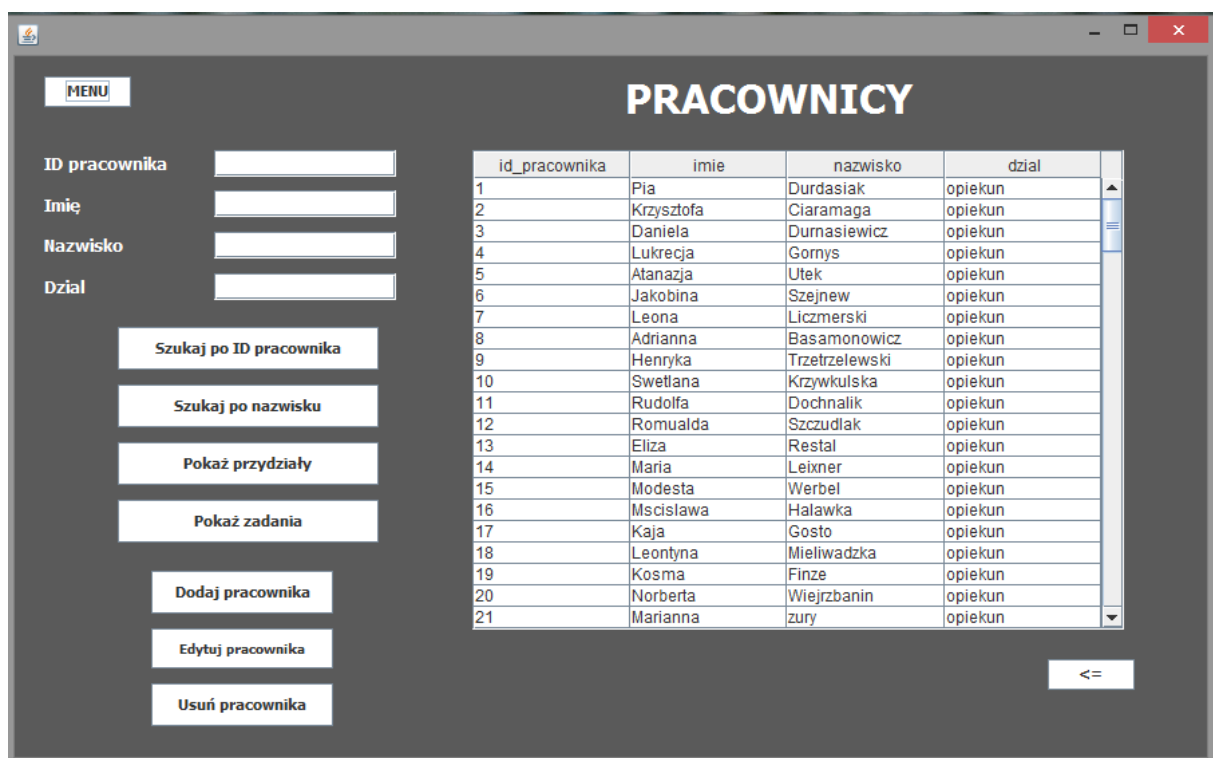 MENU
PRACOWNICY
ID pracownika
Imię
Nazwisko
Dzial
Szukaj po ID pracownika
Szukaj po nazwisku
Pokaż przydziały
Pokaż zadania
Dodaj pracownika
Edytuj pracownika
Usuń pracownika
id_pracownika imie nazwisko dzial
1 Pia Durdasiak opiekun
2 Krzysztofa Ciaramaga opiekun
3 Daniela Durnasiewicz opiekun
4 Lukrecja Gornys opiekun
5 Atanazja Utek opiekun
6 Jakobina Szejnew opiekun
7 Leona Liczmerski opiekun
8 Adrianna Basamonowicz opiekun
9 Henryka Trzetrzelewski opiekun
10 Swetlana Krzywkulska opiekun
11 Rudolfa Dochnalik opiekun
12 Romualda Szczudlak opiekun
13 Eliza Restal opiekun
14 Maria Leixner opiekun
15 Modesta Werbel opiekun
16 Mscislawa Halawka opiekun
17 Kaja Gosto opiekun
18 Leontyna Mieliwadzka opiekun
19 Kosma Finze opiekun
20 Norberta Wiejrzbanin opiekun
21 Marianna zury opiekun
<=